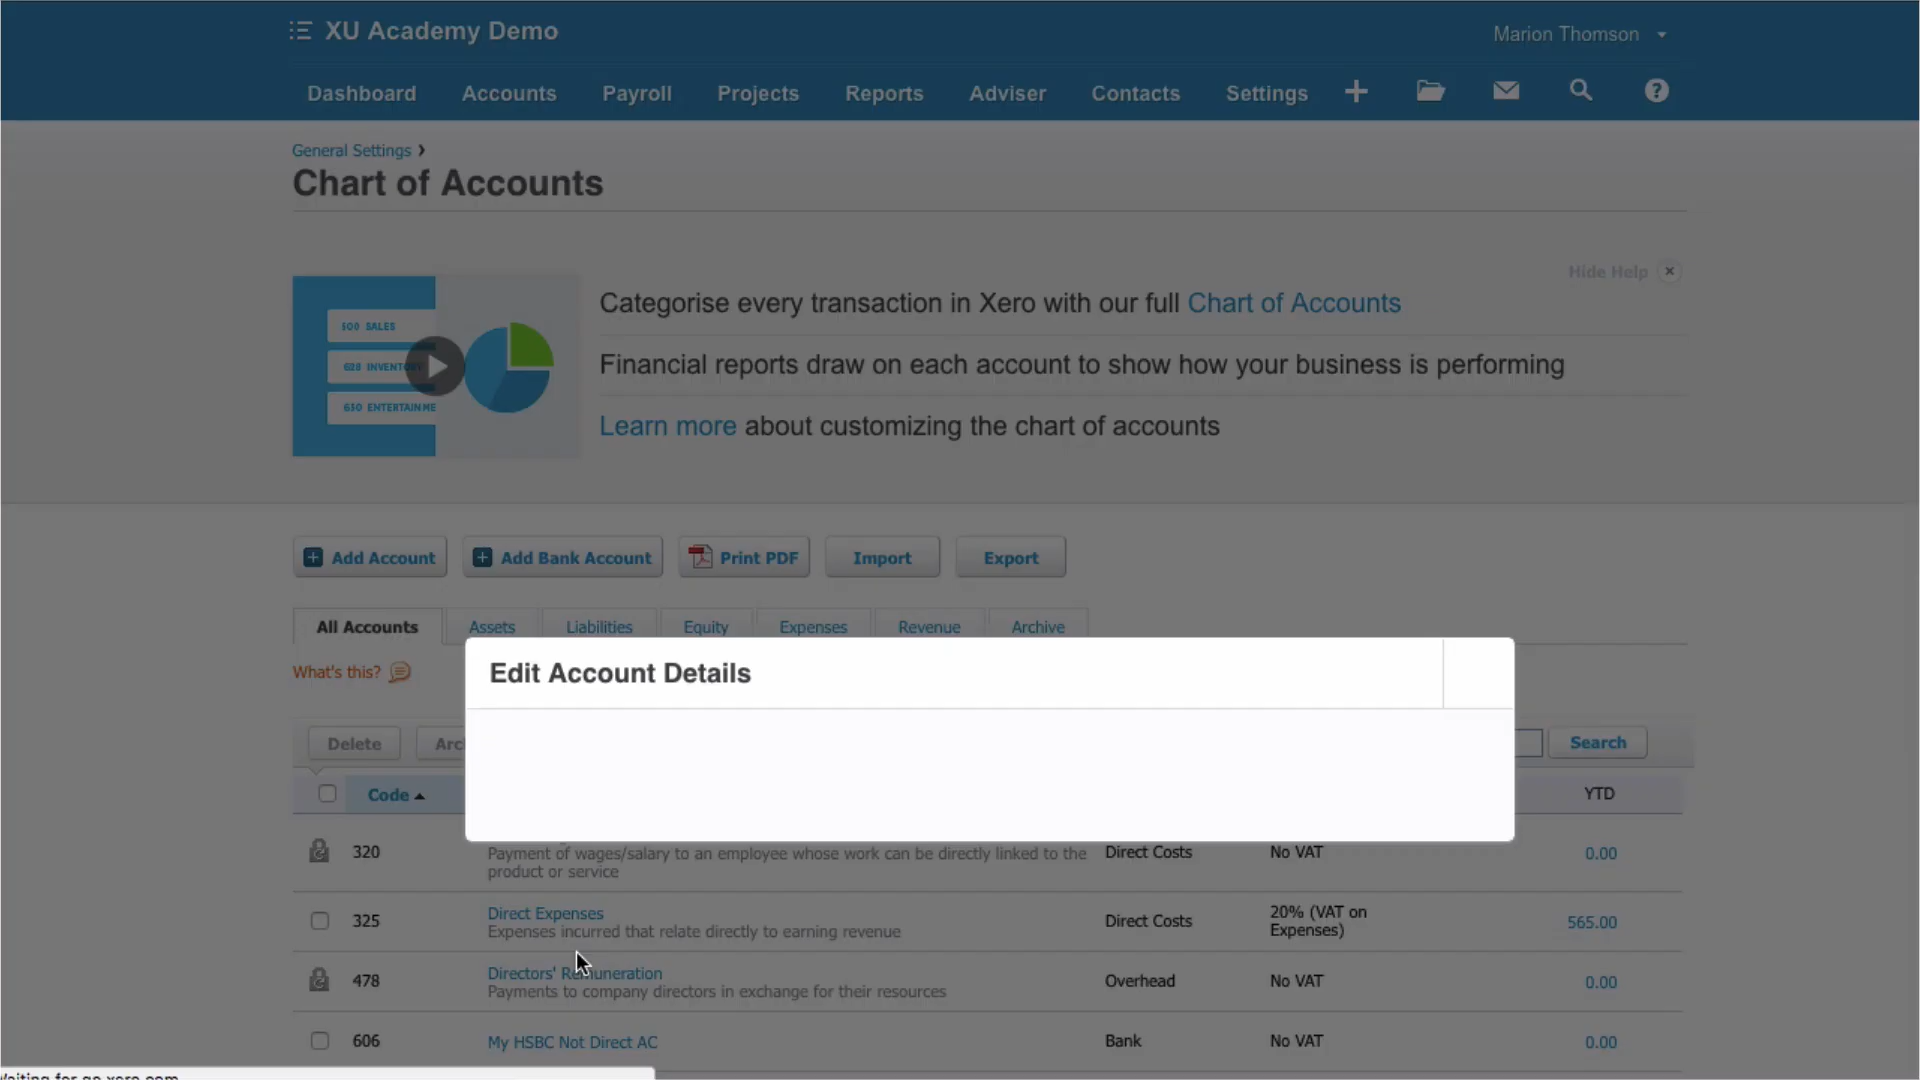 XU Academy Demo
Marion Thomson
Dashboard Accounts Payroll Projects Reports Adviser Contacts Settings
General Settings
Chart of Accounts
Hide Help
Categorise every transaction in Xero with our full Chart of Accounts
Financial reports draw on each account to show how your business is performing
Learn more about customizing the chart of accounts
SALES
628 INVENT
ENTERTAINME
Add Account Add Bank Account Print PDF Import Export
All Accounts Assets Liabilities Equity Expenses Revenue Archive
What's this?
Edit Account Details
Delete Arc Search
Code YTD
320 Payment of wages/salary to an employee whose work can be directly linked to the Direct Costs No VAT 0.00
product or service
325 Direct Expenses Direct Costs 20% (VAT on 565.00
Expenses incurred that relate directly to earning revenue Expenses)
478 Directors' Remuneration Overhead No VAT 0.00
Payments to company directors in exchange for their resources
606 My HSBC Not Direct AC Bank No VAT 0.00